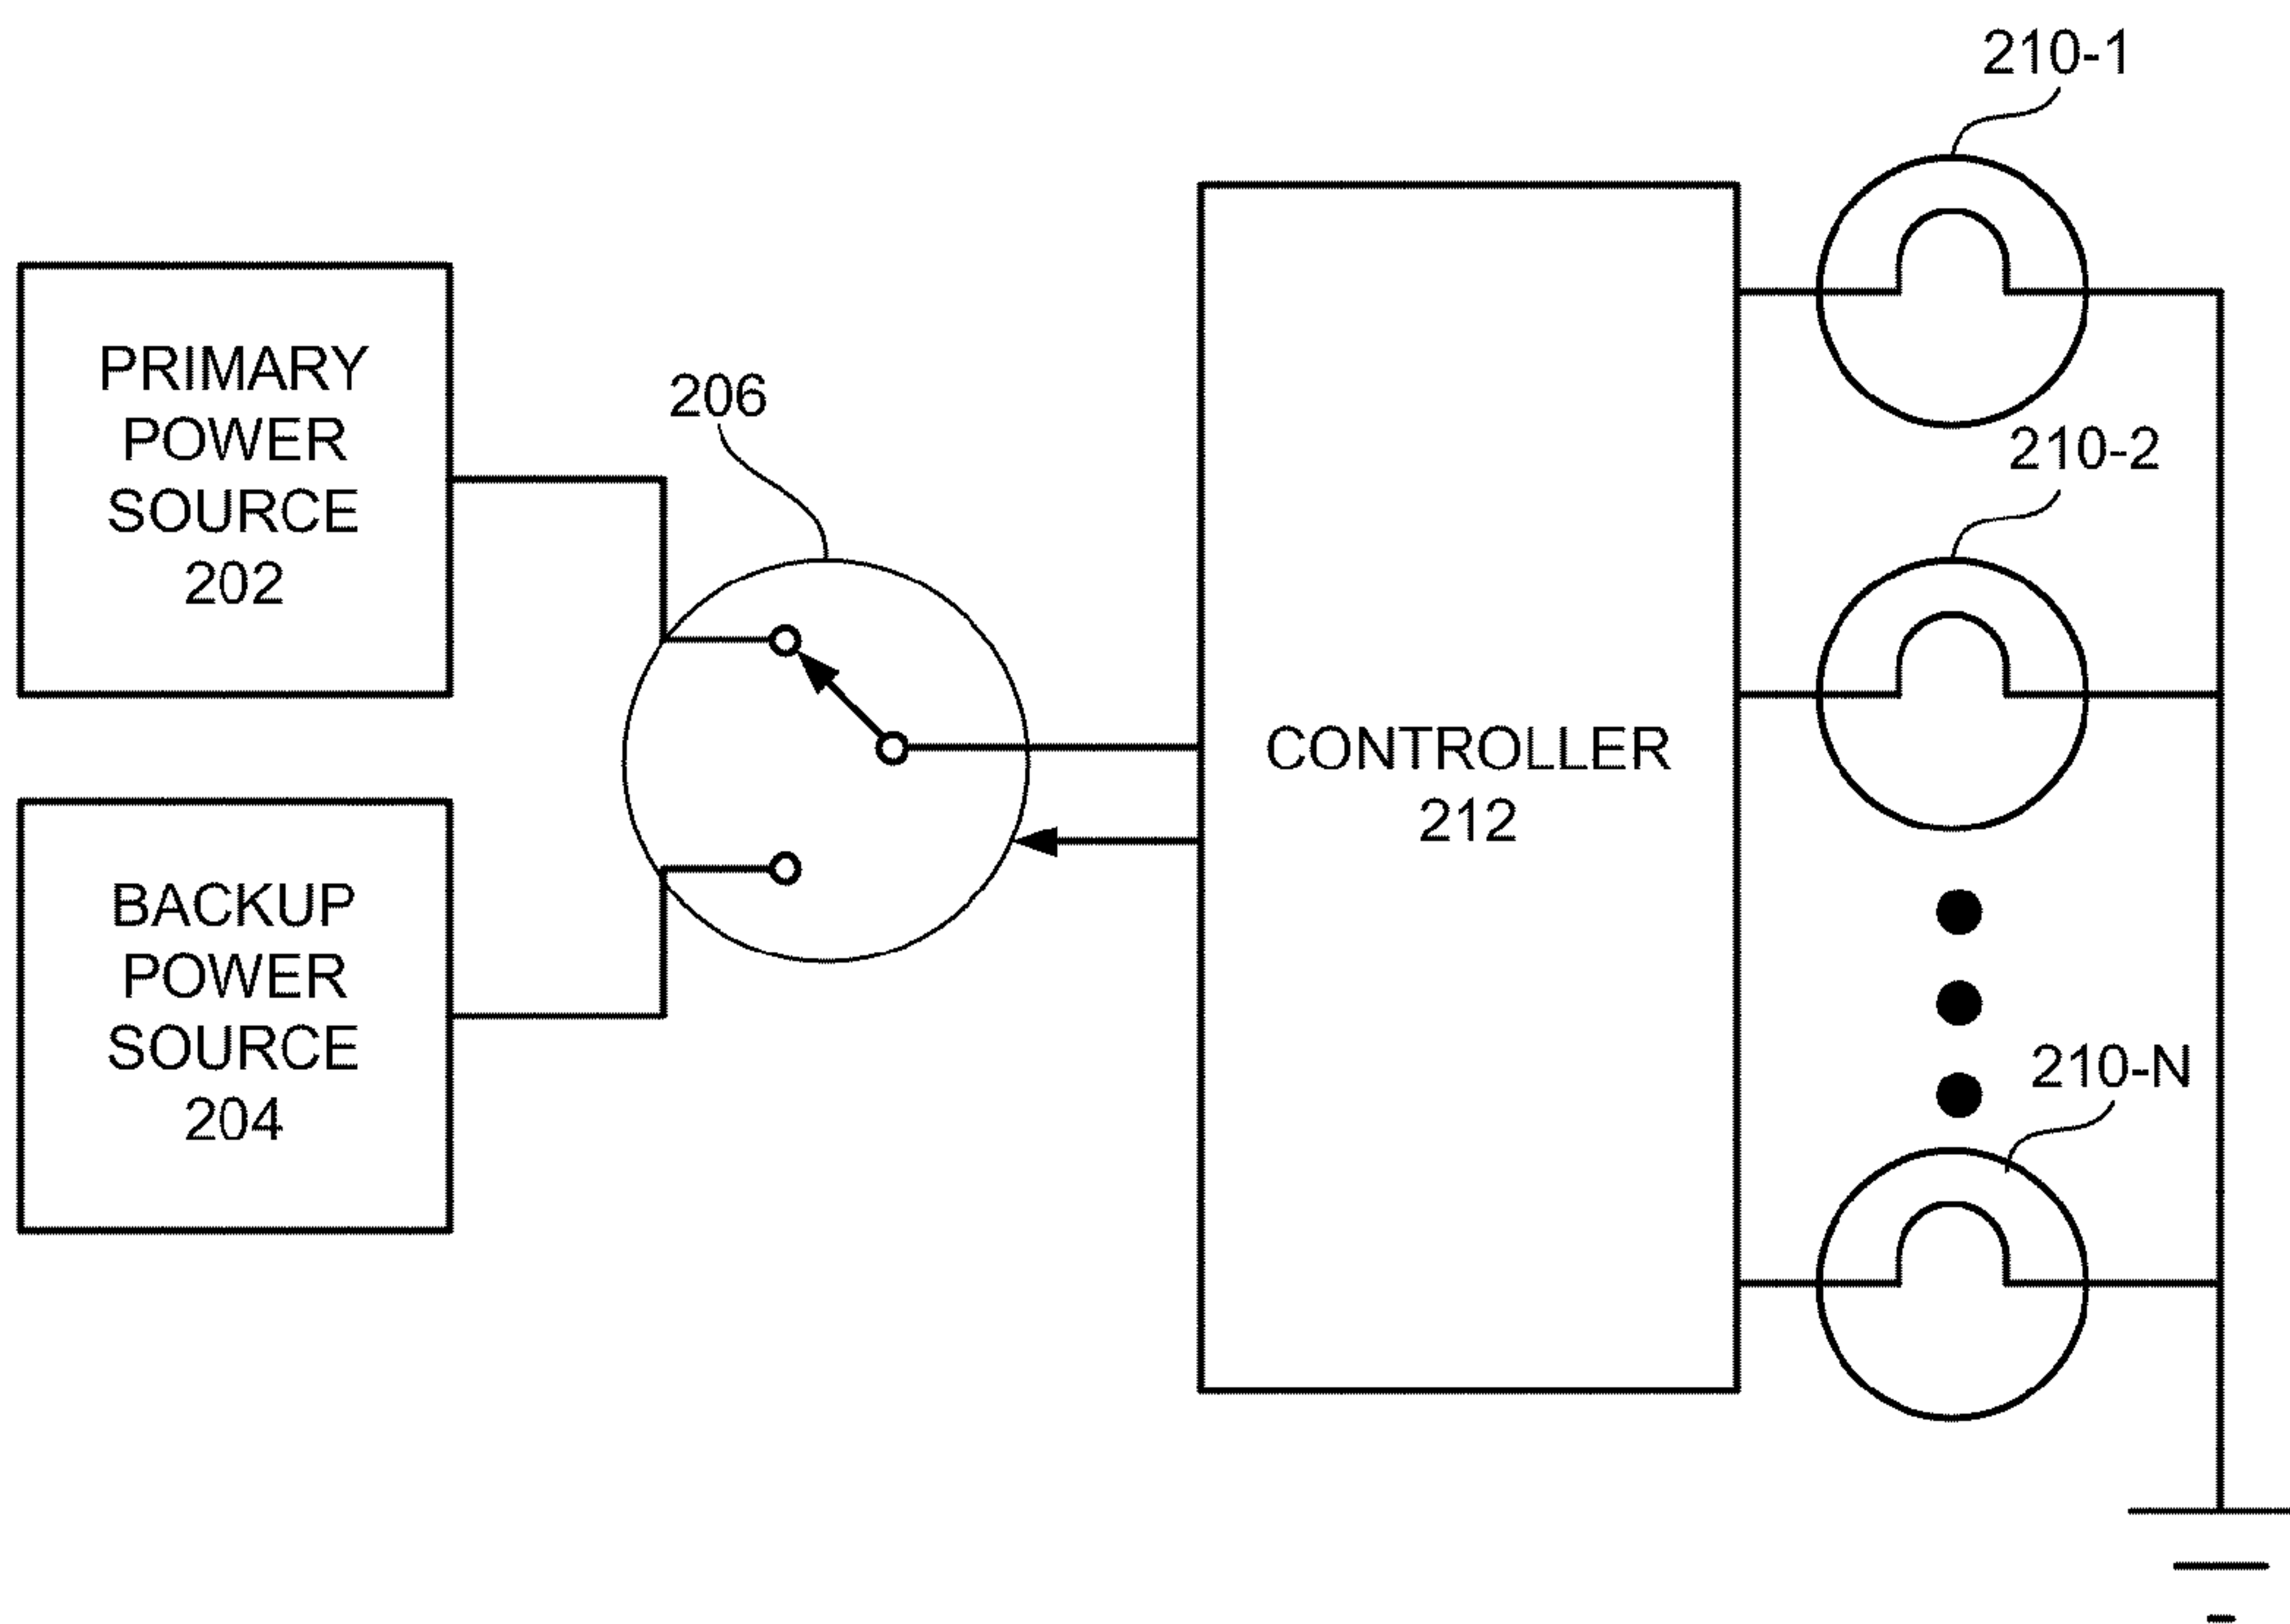 210-1
PRIMARY
POWER
SOURCE
202
206
210-2
CONTROLLER
212
BACKUP
POWER
SOURCE
204
210-N